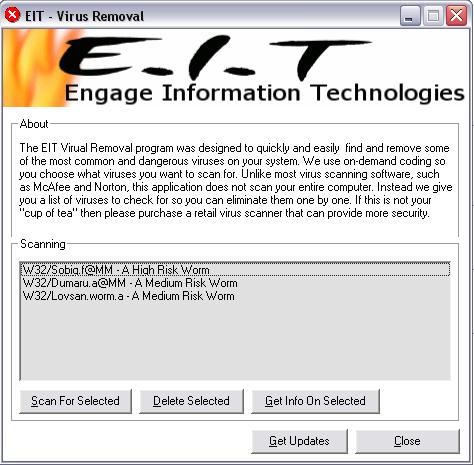 EIT - Virus Removal
E.I.T
Engage Information Technologies
About
The EIT Virual Removal program was designed to quickly and easily find and remove some
of the most common and dangerous viruses on your system. We use on-demand coding so
you choose what viruses you want to scan for. Unlike most virus scanning software, such
as McAfee and Norton, this application does not scan your entire computer. Instead we give
you a list of viruses to check for so you can eliminate them one by one. If this is not your
"cup of tea" then please purchase a retail virus scanner that can provide more security.
Scanning
W32/Sobig.f@MM - A High Risk Worm
W32/Dumaru.a@MM - A Medium Risk Worm
W32/Lovsan.worm.a - A Medium Risk Worm
Scan For Selected
Delete Selected
Get Info On Selected
Get Updates
Close